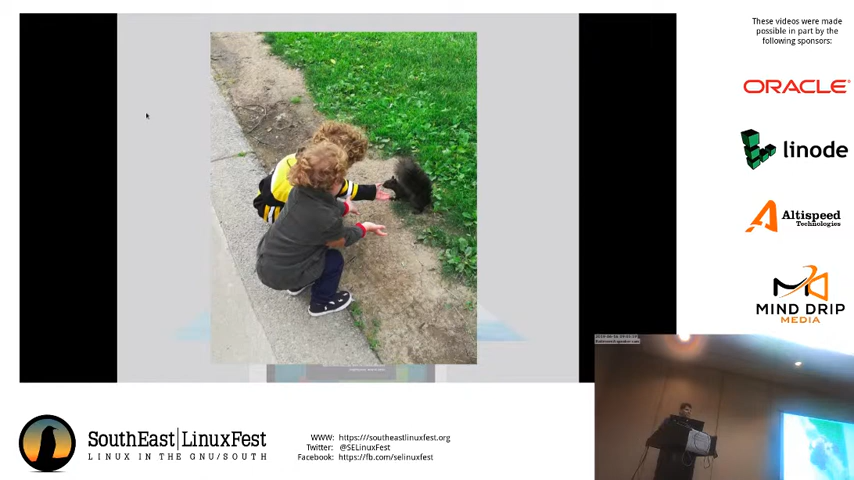 These videos were made
possible in part by the
following sponsors:
ORACLE
linode
Altispeed
Technologies
MIND DRIP
MEDIA
SouthEast|LinuxFest
LINUX IN THE GNU/SOUTH
WWW: https://southeastlinuxfest.org
Twitter: @SELinuxFest
Facebook: https://fb.com/selinuxfest